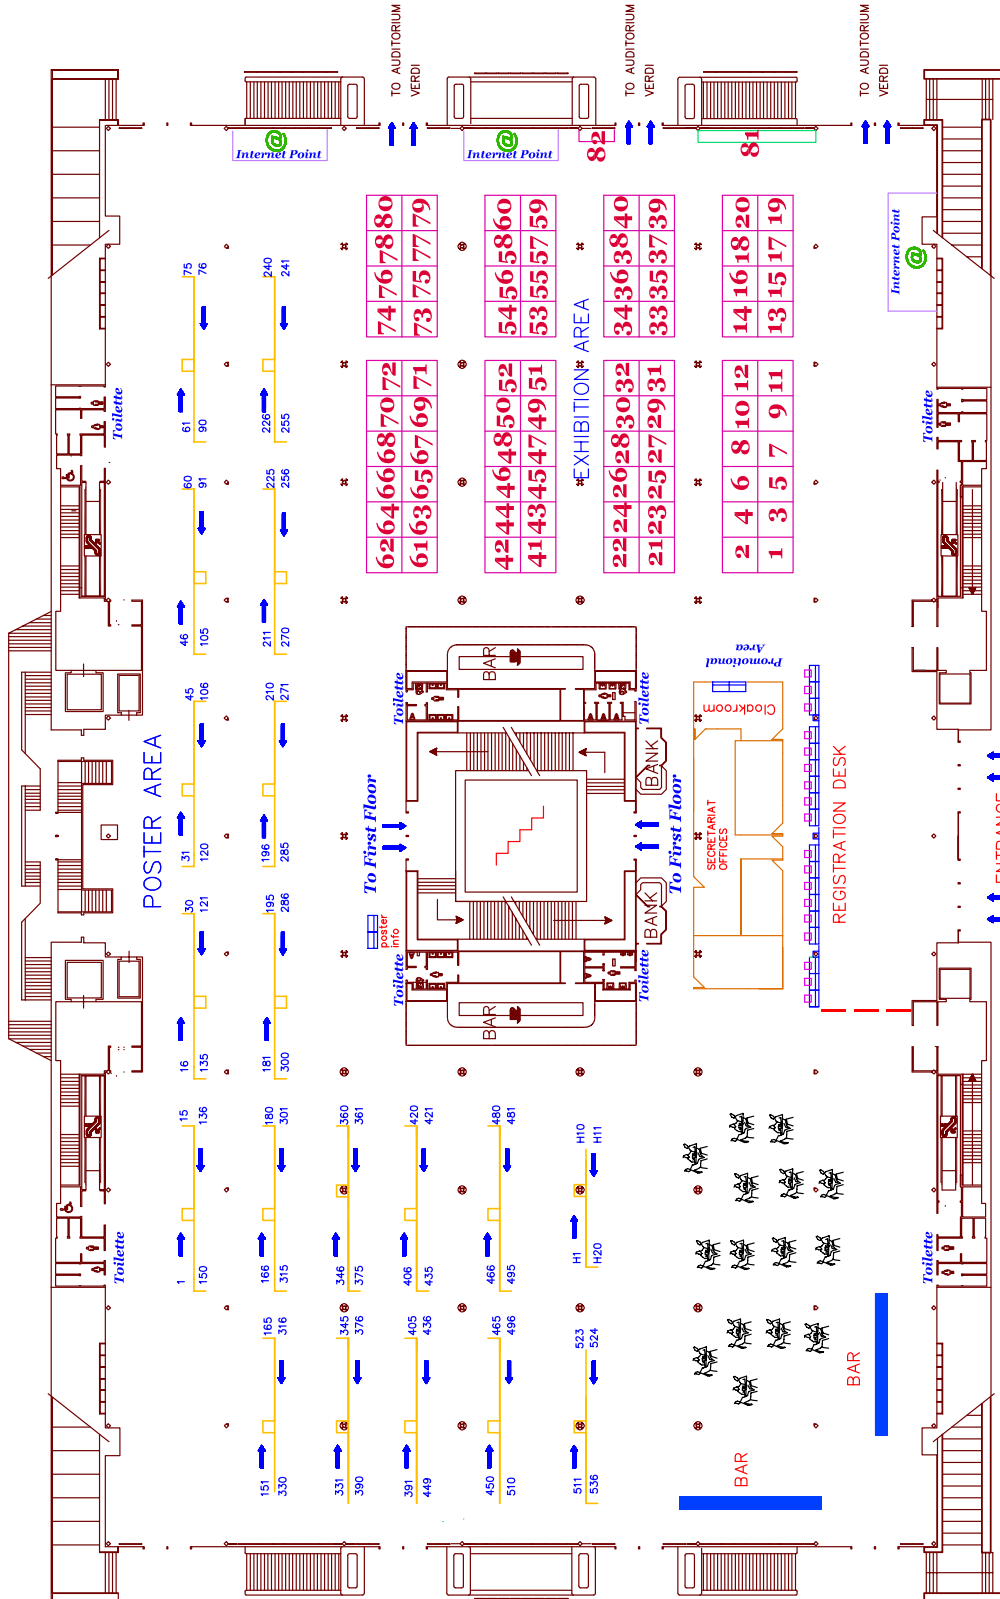 TO AUDITORIUM
VERDI
TO AUDITORIUM
VERDI
TO AUDITORIUM
VERDI
@
Internet Point
@
Internet Point
82
81
@
Internet Point
74 76 78 80
73 75 77 79
54 56 58 60
53 55 57 59
34 36 38 40
33 35 37 39
14 16 18 20
13 15 17 19
62 64 66 68 70 72
61 63 65 67 69 71
42 44 46 48 50 52
41 43 45 47 49 51
22 24 26 28 30 32
21 23 25 27 29 31
2 4 6 8 10 12
1 3 5 7 9 11
EXHIBITION AREA
Toilette
Toilette
75
76
240
241
61
90
226
255
60
91
225
256
46
105
211
270
45
106
210
271
31
120
196
285
30
121
195
286
16
135
181
300
15
136
180
301
360
361
420
421
480
481
H10
H11
1
150
166
315
346
375
406
435
466
495
H1
H20
165
316
345
376
405
436
465
496
523
524
151
330
331
390
391
449
450
510
511
536
POSTER AREA
BAR
Toilette
Toilette
BANK
To First Floor
To First Floor
BANK
poster
info
Toilette
Toilette
BAR
Promotional
Area
Cloakroom
SECRETARIAT
OFFICES
REGISTRATION DESK
ENTRANCE
Toilette
Toilette
BAR
BAR